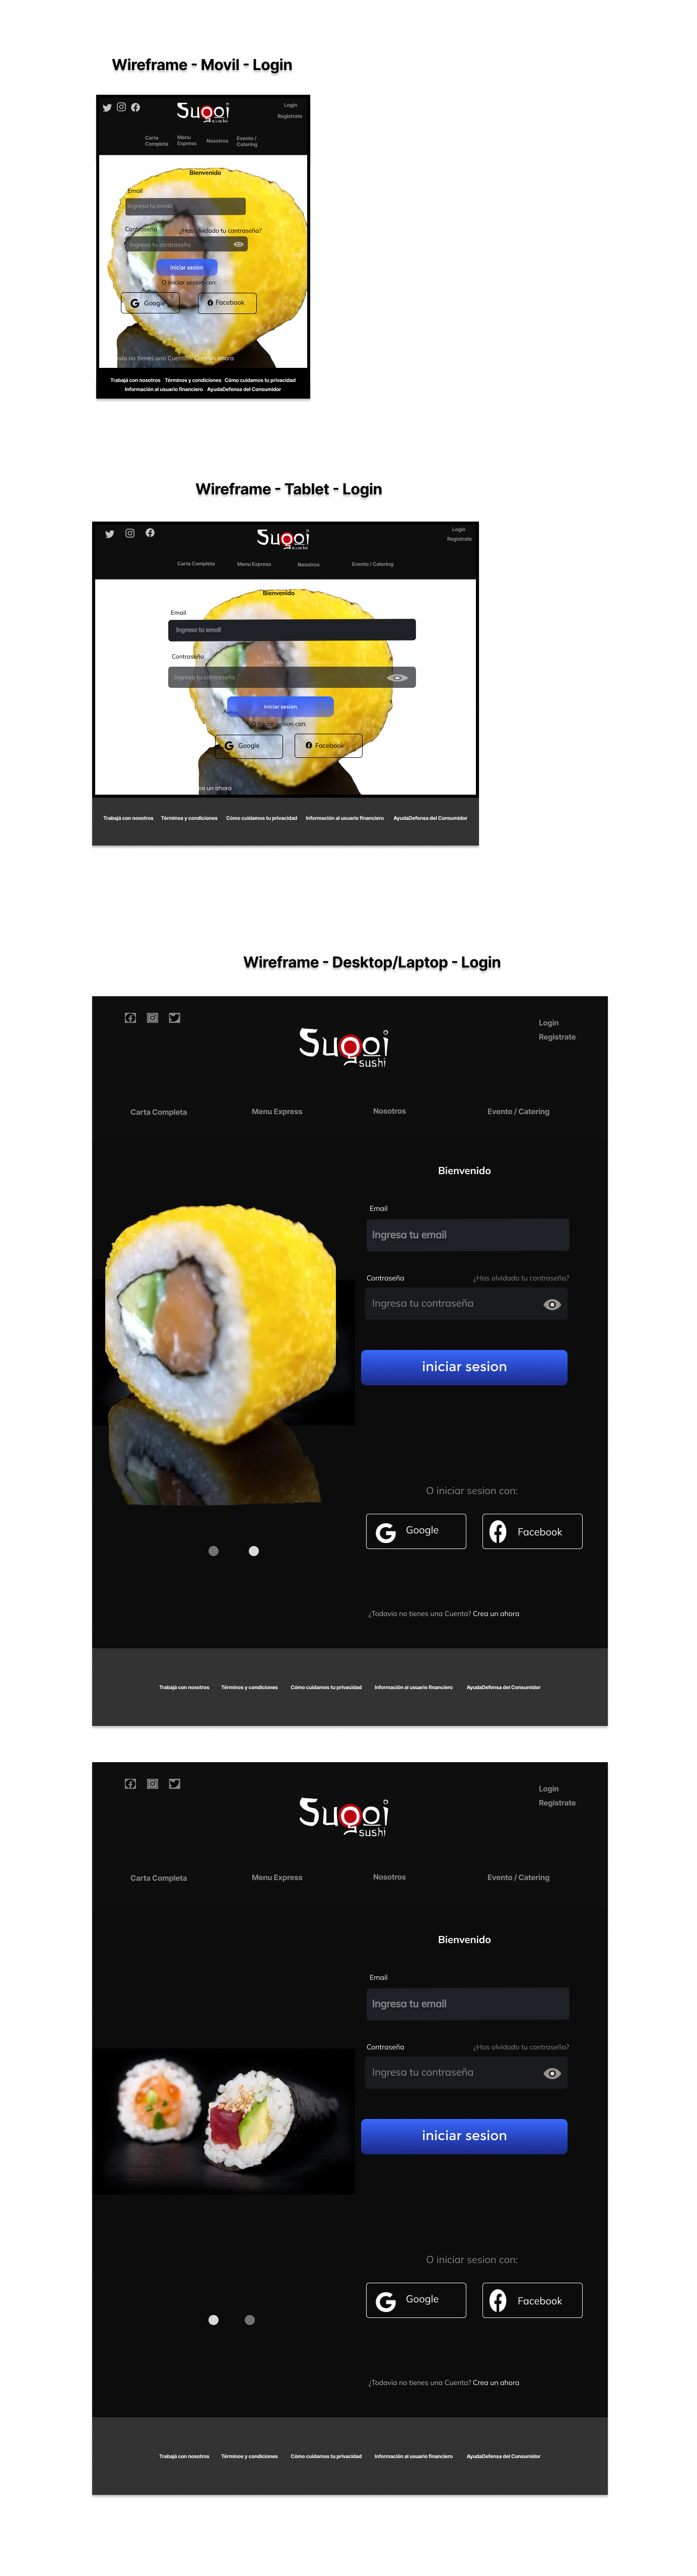 Wireframe - Movil - Login
Sugoi
Login
Registrate
Carta Completa
Menu Express
Nosotros
Evento / Catering
Bienvenido
Email
Ingresa tu email
Contraseña
¿Has olvidado tu contraseña?
Ingresa tu contraseña
iniciar sesion
O iniciar sesion con:
Google
Facebook
no tienes una Cuenta
Crea un ahora
Trabajá con nosotros Términos y condiciones Cómo cuidamos tu privacidad
Información al usuario financiero AyudaDefensa del Consumidor
Wireframe - Tablet - Login
Sugoi
Login
Registrate
Carta Completa Menu Express Nosotros Evento / Catering
Bienvenido
Email
Ingresa tu email
Contraseña
Ingresa tu contraseña
iniciar sesion
O iniciar sesion con:
Google Facebook
un ahora
Trabajá con nosotros Términos y condiciones Cómo cuidamos tu privacidad Información al usuario financiero AyudaDefensa del Consumidor
Wireframe - Desktop/Laptop - Login
Login
Registrate
Sugoi
sushi
Carta Completa Menu Express Nosotros Evento / Catering
Bienvenido
Email
Ingresa tu email
Contraseña ¿Has olvidado tu contraseña?
Ingresa tu contraseña
iniciar sesion
O iniciar sesion con:
Google Facebook
¿Todavia no tienes una Cuenta? Crea un ahora
Trabajá con nosotros Términos y condiciones Cómo cuidamos tu privacidad Información al usuario financiero AyudaDefensa del Consumidor
Login
Registrate
Sugoi
sushi
Carta Completa Menu Express Nosotros Evento / Catering
Bienvenido
Email
Ingresa tu email
Contraseña ¿Has olvidado tu contraseña?
Ingresa tu contraseña
iniciar sesion
O iniciar sesion con:
Google Facebook
¿Todavia no tienes una Cuenta? Crea un ahora
Trabajá con nosotros Términos y condiciones Cómo cuidamos tu privacidad Información al usuario financiero AyudaDefensa del Consumidor